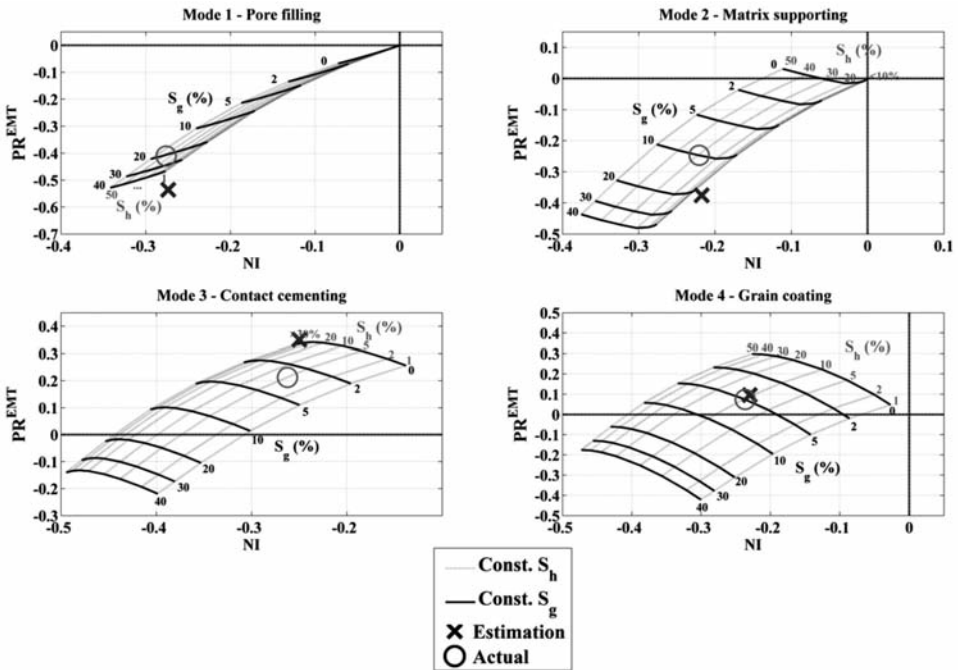 Mode 1 - Pore filling
0
-0.1
-0.2
-0.3
-0.4
-0.5
-0.6
-0.7
PR^EMT
0
2
5
10
20
30
40
50
...
S_g (%)
S_h (%)
-0.4 -0.3 -0.2 -0.1 0
NI
Mode 2 - Matrix supporting
0.1
0
-0.1
-0.2
-0.3
-0.4
-0.5
PR^EMT
S_h (%)
50 40 30 20 10%
S_g (%)
0
2
5
10
20
30
40
-0.4 -0.3 -0.2 -0.1 0 0.1
NI
Mode 3 - Contact cementing
0.4
0.3
0.2
0.1
0
-0.1
-0.2
-0.3
PR^EMT
S_h (%)
20 10 5 2 1
0
2
5
10
20
30
40
S_g (%)
-0.5 -0.4 -0.3 -0.2
NI
Mode 4 - Grain coating
0.5
0.4
0.3
0.2
0.1
0
-0.1
-0.2
-0.3
-0.4
-0.5
PR^EMT
S_h (%)
50 40 30 20 10 5 2 1
0
2
5
10
20
30
40
S_g (%)
-0.5 -0.4 -0.3 -0.2 -0.1 0
NI
Const. S_h
Const. S_g
Estimation
Actual